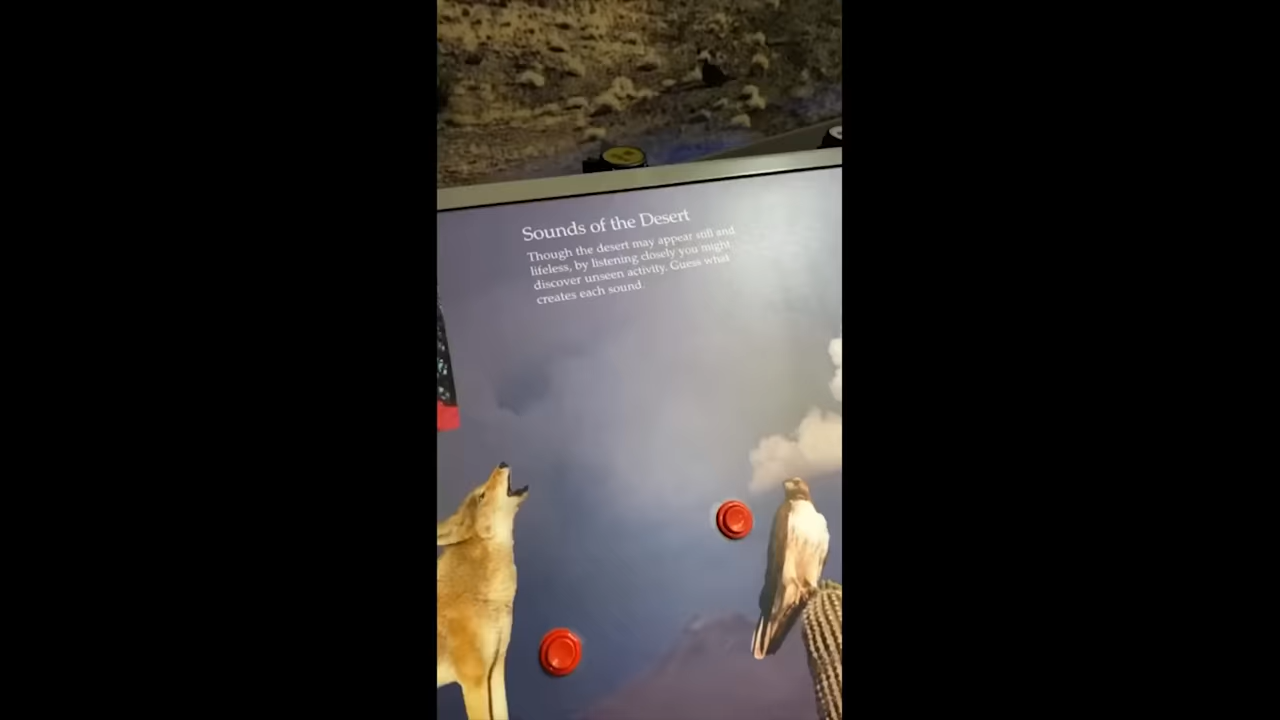 Sounds of the Desert
Though the desert may appear still and
lifeless, by listening closely you might
discover unseen activity. Guess what
creates each sound.